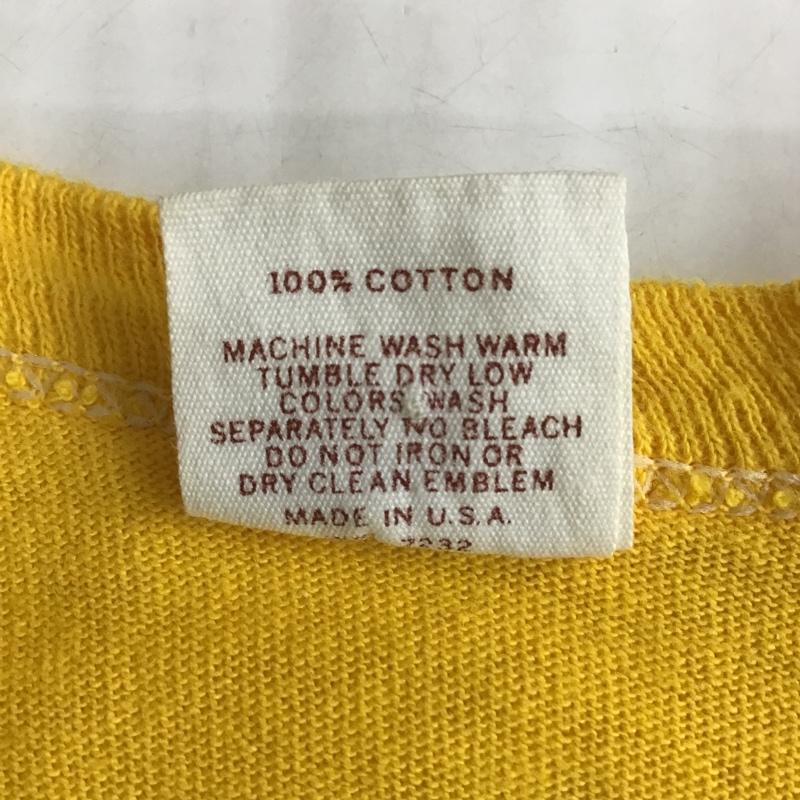 100% COTTON
MACHINE WASH WARM
TUMBLE DRY LOW
COLORS WASH
SEPARATELY NO BLEACH
DO NOT IRON OR
DRY CLEAN EMBLEM
MADE IN U.S.A.
7232